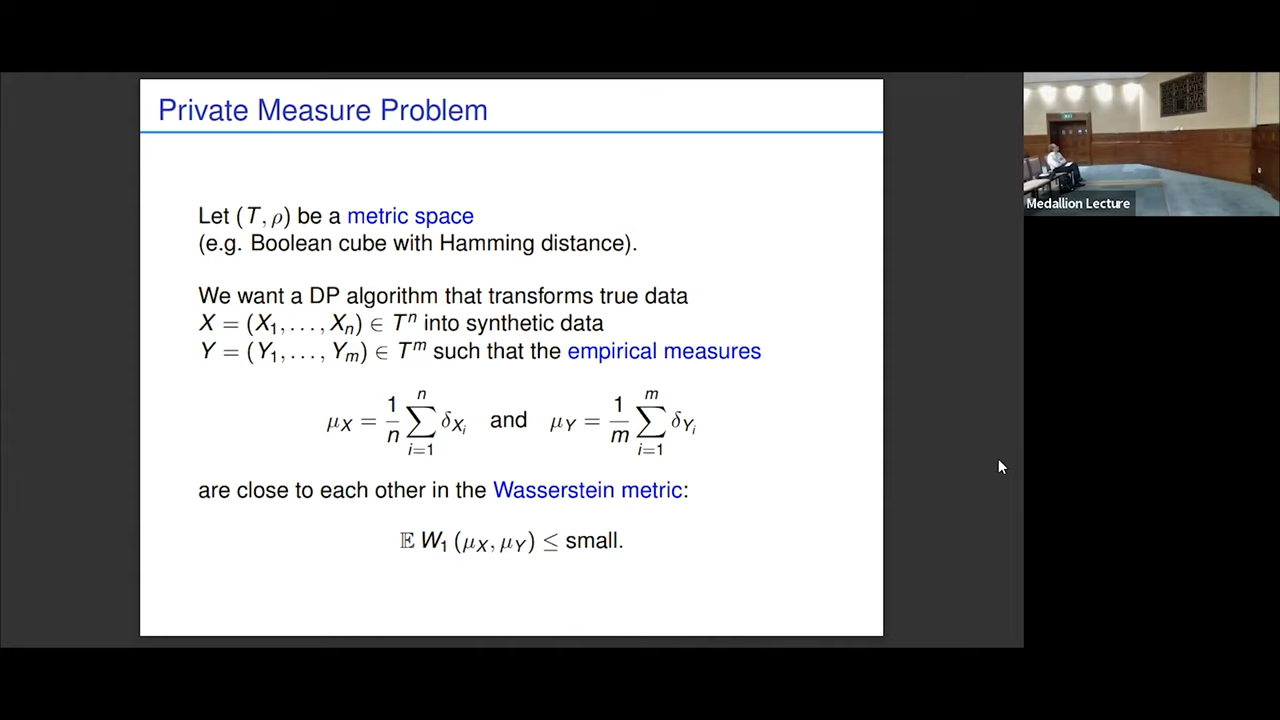 Private Measure Problem
Let (T, ρ) be a metric space
(e.g. Boolean cube with Hamming distance).
We want a DP algorithm that transforms true data
X = (X₁, . . . , Xₙ) ∈ Tⁿ into synthetic data
Y = (Y₁, . . . , Yₘ) ∈ Tᵐ such that the empirical measures
μ_X = 1/n ∑_{i=1}^{n} δ_{X_i} and μ_Y = 1/m ∑_{i=1}^{m} δ_{Y_i}
are close to each other in the Wasserstein metric:
𝔼 W₁ (μ_X, μ_Y) ≤ small.
Medallion Lecture